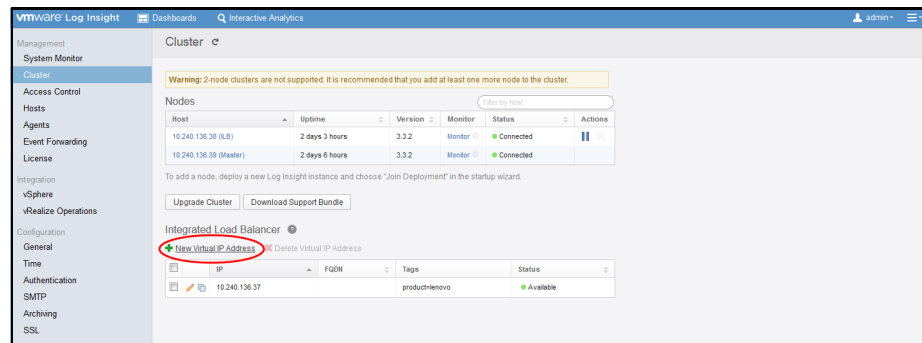 vmware Log Insight Dashboards Interactive Analytics admin
Management
System Monitor
Cluster
Access Control
Hosts
Agents
Event Forwarding
License
Integration
vSphere
vRealize Operations
Configuration
General
Time
Authentication
SMTP
Archiving
SSL
Cluster
Warning: 2-node clusters are not supported. It is recommended that you add at least one more node to the cluster.
Nodes
Filter by host
Host Uptime Version Monitor Status Actions
10.240.136.38 (ILB) 2 days 3 hours 3.3.2 Monitor Connected
10.240.136.39 (Master) 2 days 6 hours 3.3.2 Monitor Connected
To add a node, deploy a new Log Insight instance and choose "Join Deployment" in the startup wizard.
Upgrade Cluster Download Support Bundle
Integrated Load Balancer ?
New Virtual IP Address Delete Virtual IP Address
IP FQDN Tags Status
10.240.136.37 product=lenovo Available